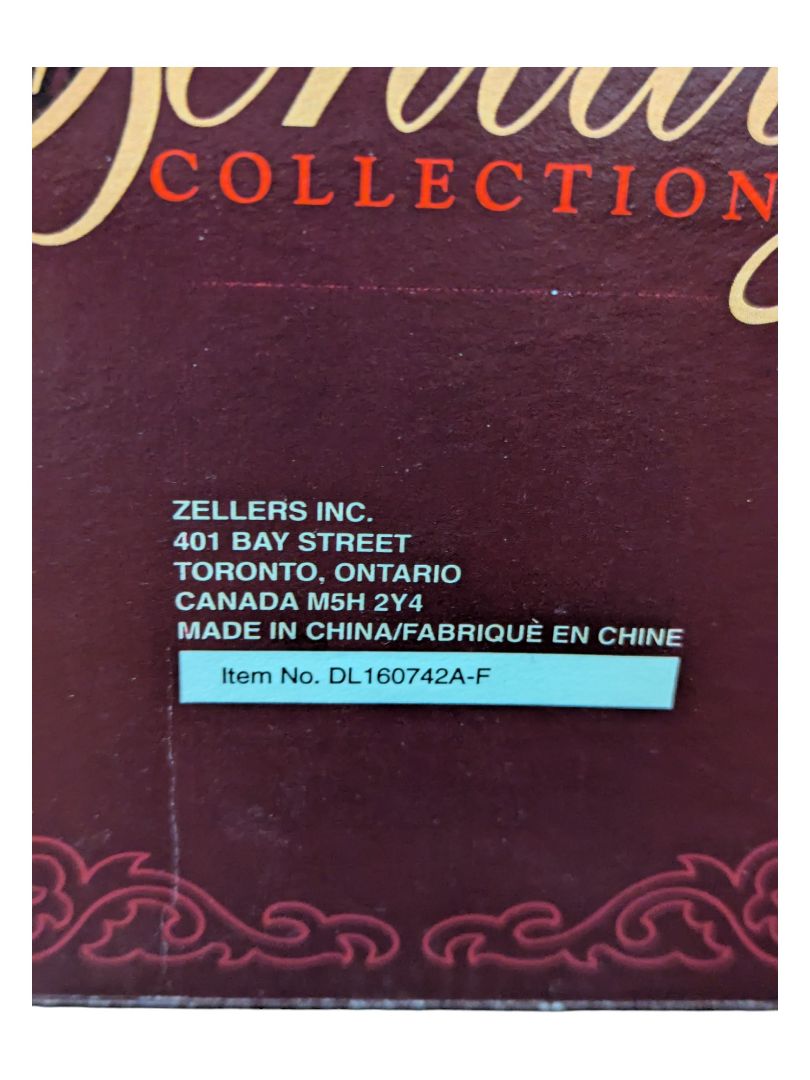 COLLECTION
ZELLERS INC.
401 BAY STREET
TORONTO, ONTARIO
CANADA M5H 2Y4
MADE IN CHINA/FABRIQUÈ EN CHINE
Item No. DL160742A-F